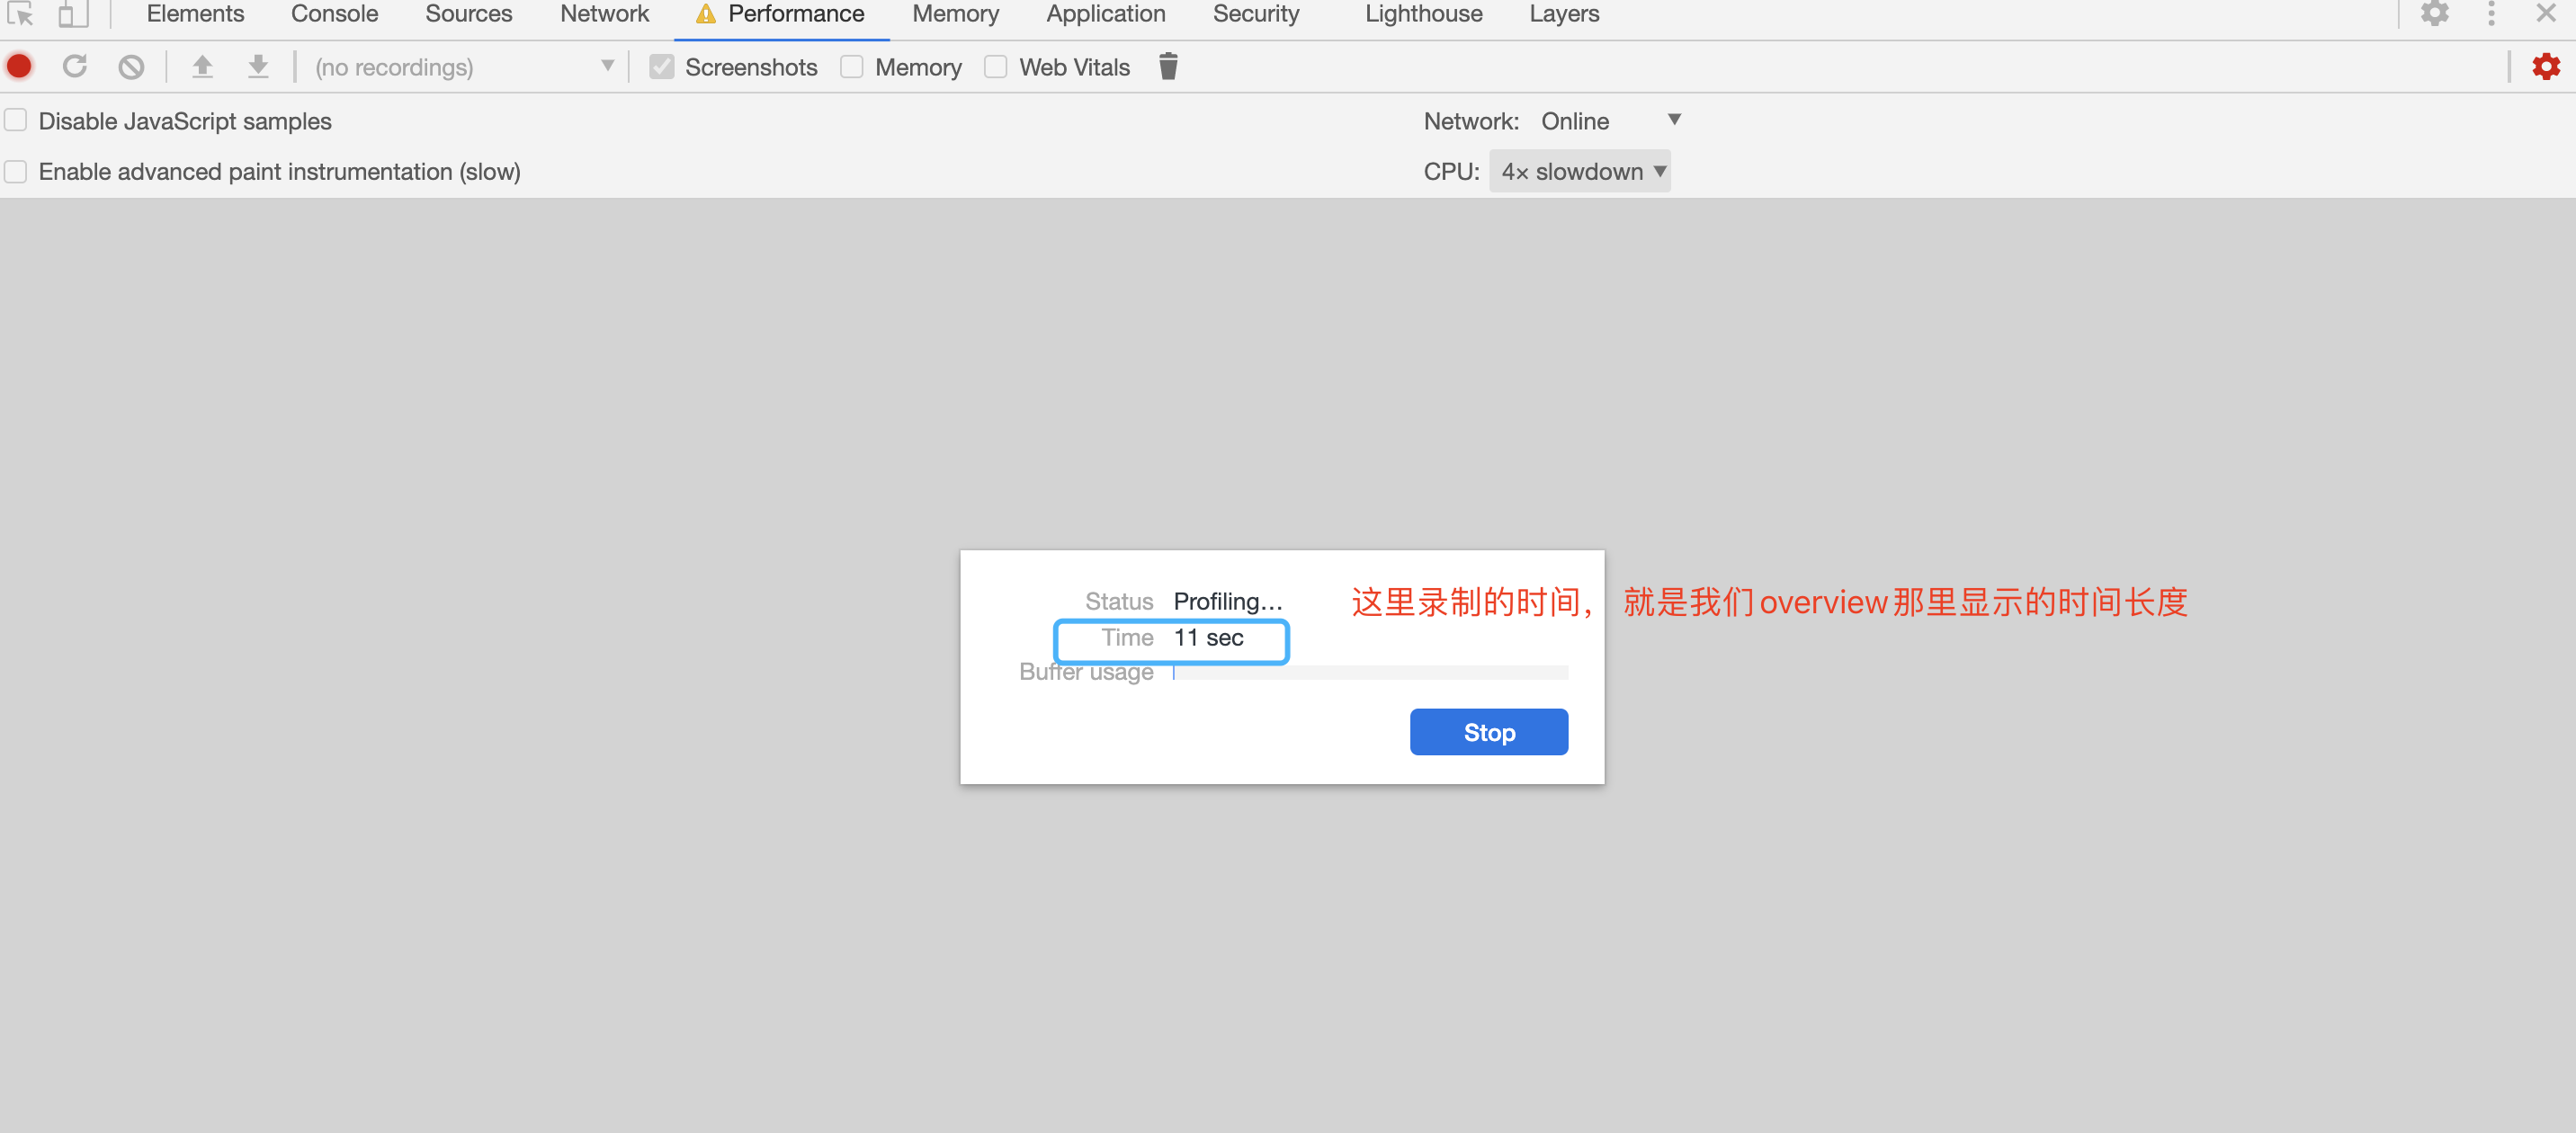 Elements Console Sources Network Performance Memory Application Security Lighthouse Layers
(no recordings) Screenshots Memory Web Vitals
Disable JavaScript samples Network: Online
Enable advanced paint instrumentation (slow) CPU: 4× slowdown
Status Profiling... 这里录制的时间， 就是我们overview那里显示的时间长度
Time 11 sec
Buffer usage
Stop